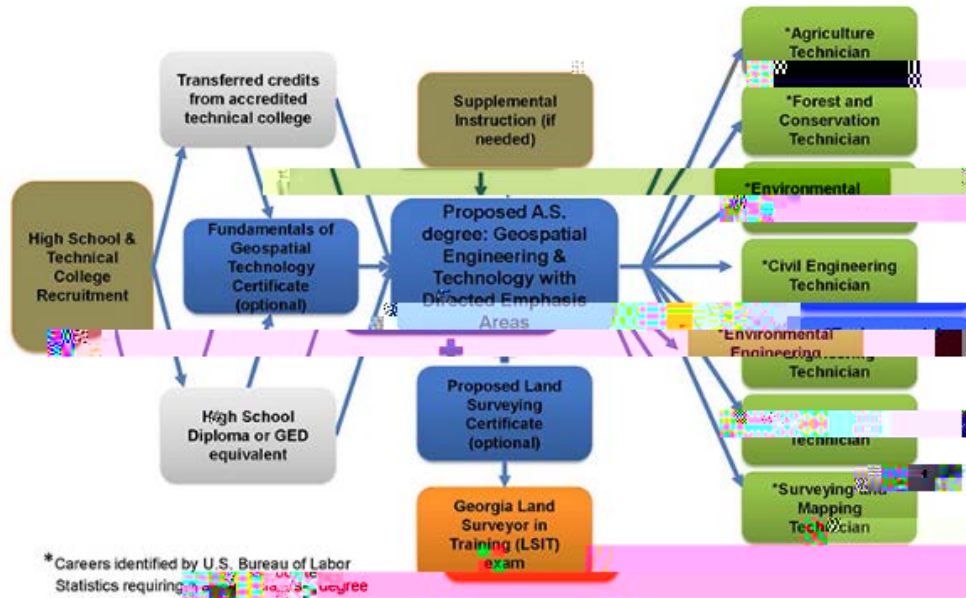 Transferred credits
from accredited
technical college
Supplemental
Instruction (if
needed)
High School &
Technical
College
Recruitment
Fundamentals of
Geospatial
Technology
Certificate
(optional)
Proposed A.S.
degree: Geospatial
Engineering &
Technology with
Directed Emphasis
Areas
High School
Diploma or GED
equivalent
Proposed Land
Surveying
Certificate
(optional)
Georgia Land
Surveyor in
Training (LSIT)
exam
*Agriculture
Technician
*Forest and
Conservation
Technician
*Environmental
*Civil Engineering
Technician
*Environmental
Engineering
Technician
Technician
*Surveying and
Mapping
Technician
*Careers identified by U.S. Bureau of Labor
Statistics requiring degree